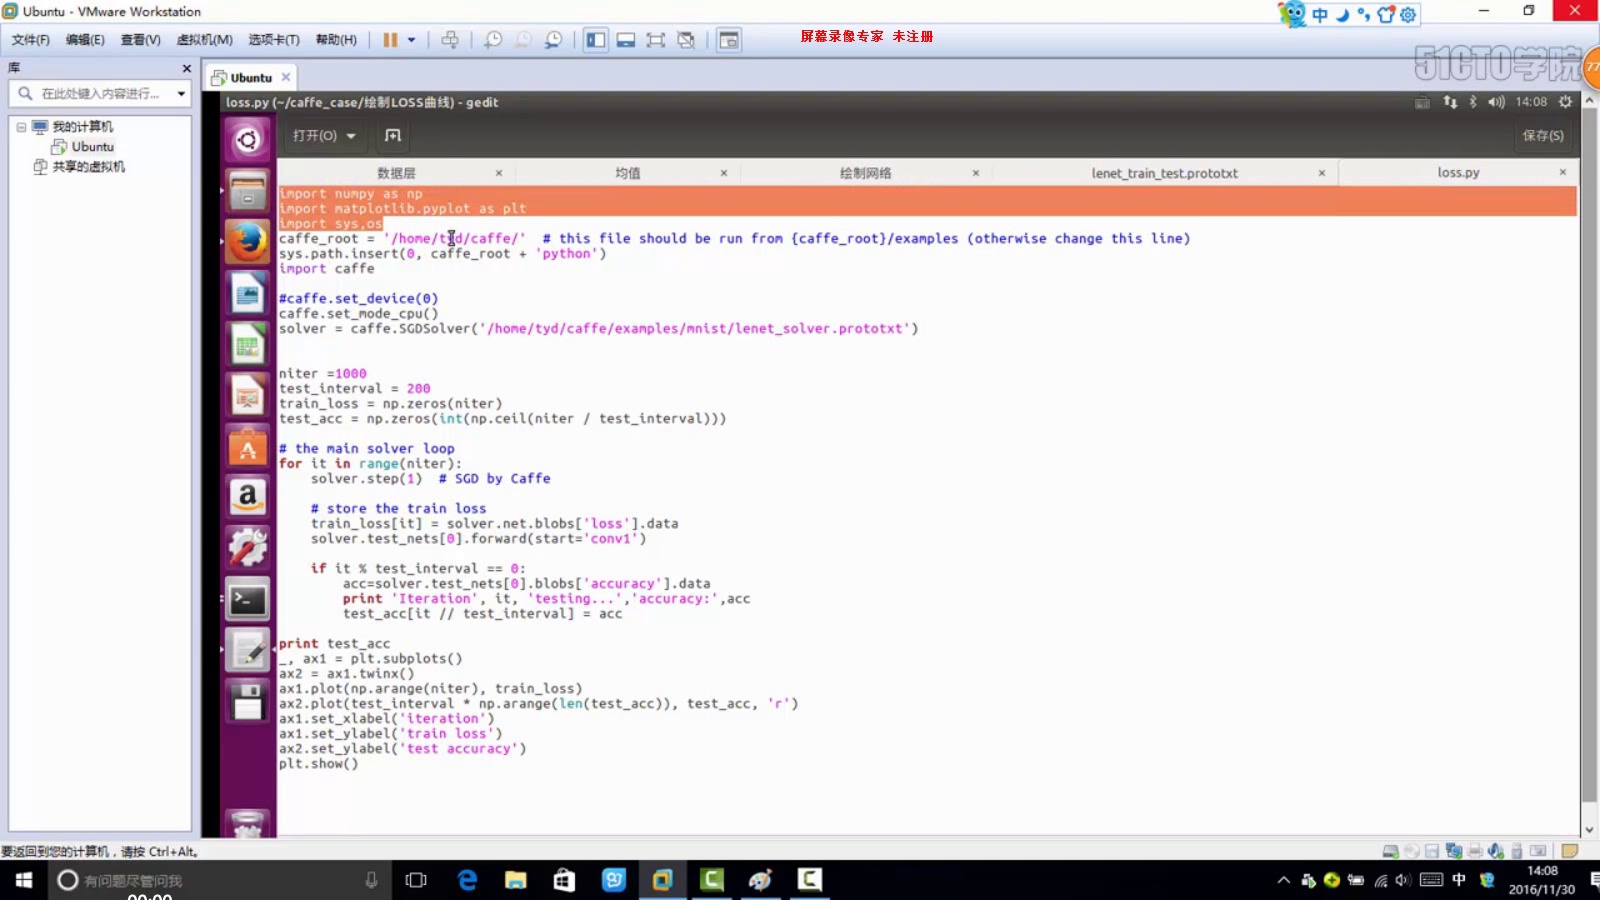 Ubuntu - VMware Workstation
中
文件(F) 编辑(E) 查看(V) 虚拟机(M) 选项卡(T) 帮助(H)
屏幕录像专家 未注册
51CTO学院
77
库
在此处键入内容进行...
我的计算机
Ubuntu
共享的虚拟机
Ubuntu
loss.py (~/caffe_case/绘制LOSS曲线) - gedit
14:08
打开(O)
保存(S)
数据层
均值
绘制网络
lenet_train_test.prototxt
loss.py
import numpy as np
import matplotlib.pyplot as plt
import sys,os
caffe_root = '/home/tyd/caffe/'  # this file should be run from {caffe_root}/examples (otherwise change this line)
sys.path.insert(0, caffe_root + 'python')
import caffe
#caffe.set_device(0)
caffe.set_mode_cpu()
solver = caffe.SGDSolver('/home/tyd/caffe/examples/mnist/lenet_solver.prototxt')
niter =1000
test_interval = 200
train_loss = np.zeros(niter)
test_acc = np.zeros(int(np.ceil(niter / test_interval)))
# the main solver loop
for it in range(niter):
    solver.step(1)  # SGD by Caffe
    # store the train loss
    train_loss[it] = solver.net.blobs['loss'].data
    solver.test_nets[0].forward(start='conv1')
    if it % test_interval == 0:
        acc=solver.test_nets[0].blobs['accuracy'].data
        print 'Iteration', it, 'testing...','accuracy:',acc
        test_acc[it // test_interval] = acc
print test_acc
_, ax1 = plt.subplots()
ax2 = ax1.twinx()
ax1.plot(np.arange(niter), train_loss)
ax2.plot(test_interval * np.arange(len(test_acc)), test_acc, 'r')
ax1.set_xlabel('iteration')
ax1.set_ylabel('train loss')
ax2.set_ylabel('test accuracy')
plt.show()
要返回到您的计算机，请按 Ctrl+Alt。
有问题尽管问我
中
14:08
2016/11/30